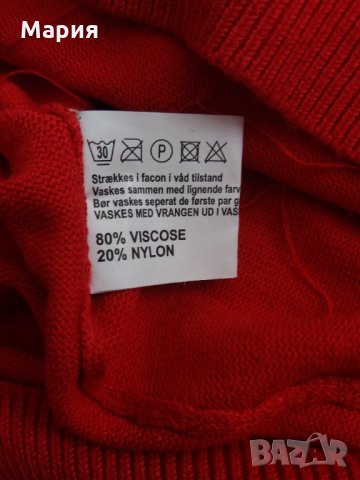 Мария
30 P
Strækkes i facon i våd tilstand
Vaskes sammen med lignende farv
Bør vaskes seperat de første par g
VASKES MED VRANGEN UD I VAS
80% VISCOSE
20% NYLON
BAZAR